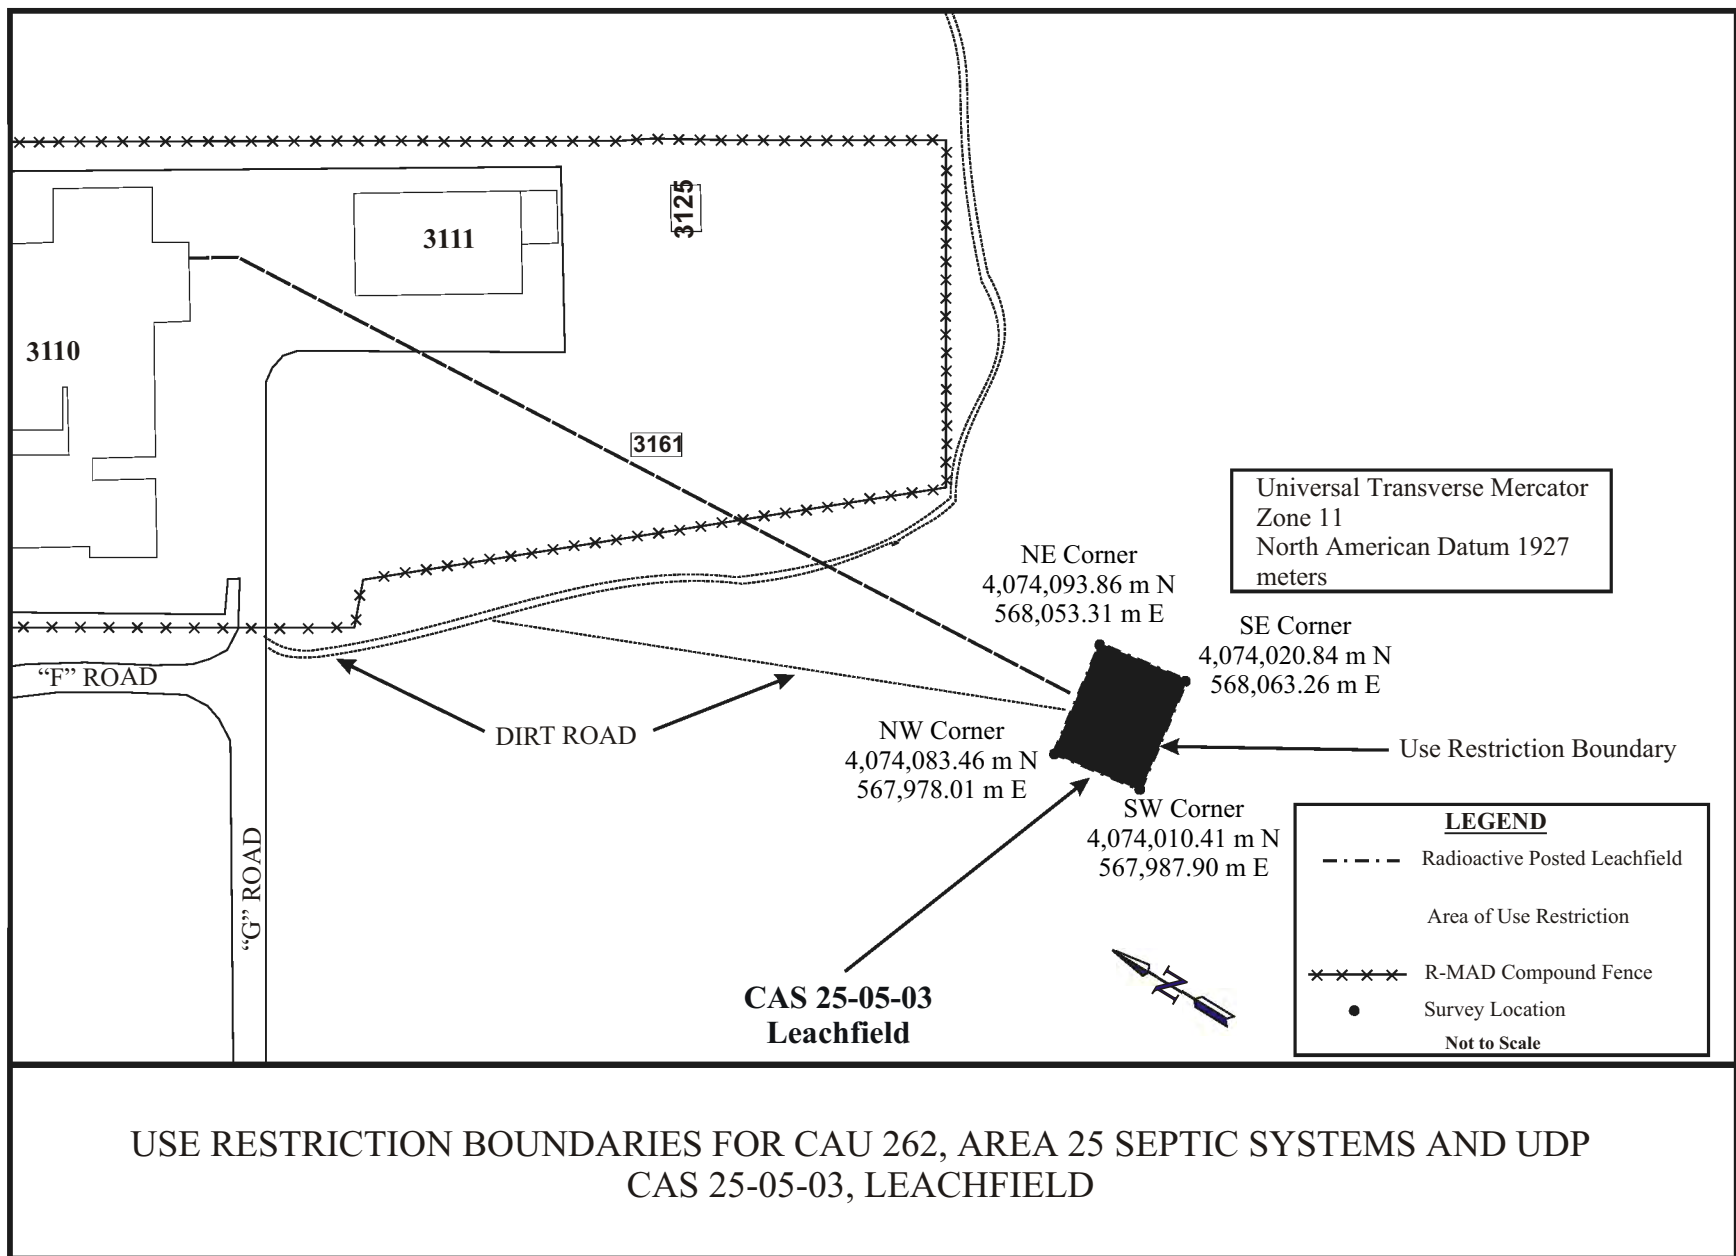 3125
3111
3110
3161
Universal Transverse Mercator
Zone 11
North American Datum 1927
meters
NE Corner
4,074,093.86 m N
568,053.31 m E
SE Corner
4,074,020.84 m N
568,063.26 m E
“F” ROAD
DIRT ROAD
NW Corner
4,074,083.46 m N
567,978.01 m E
Use Restriction Boundary
SW Corner
4,074,010.41 m N
567,987.90 m E
“G” ROAD
LEGEND
Radioactive Posted Leachfield
Area of Use Restriction
R-MAD Compound Fence
Survey Location
Not to Scale
CAS 25-05-03
Leachfield
N
USE RESTRICTION BOUNDARIES FOR CAU 262, AREA 25 SEPTIC SYSTEMS AND UDP
CAS 25-05-03, LEACHFIELD